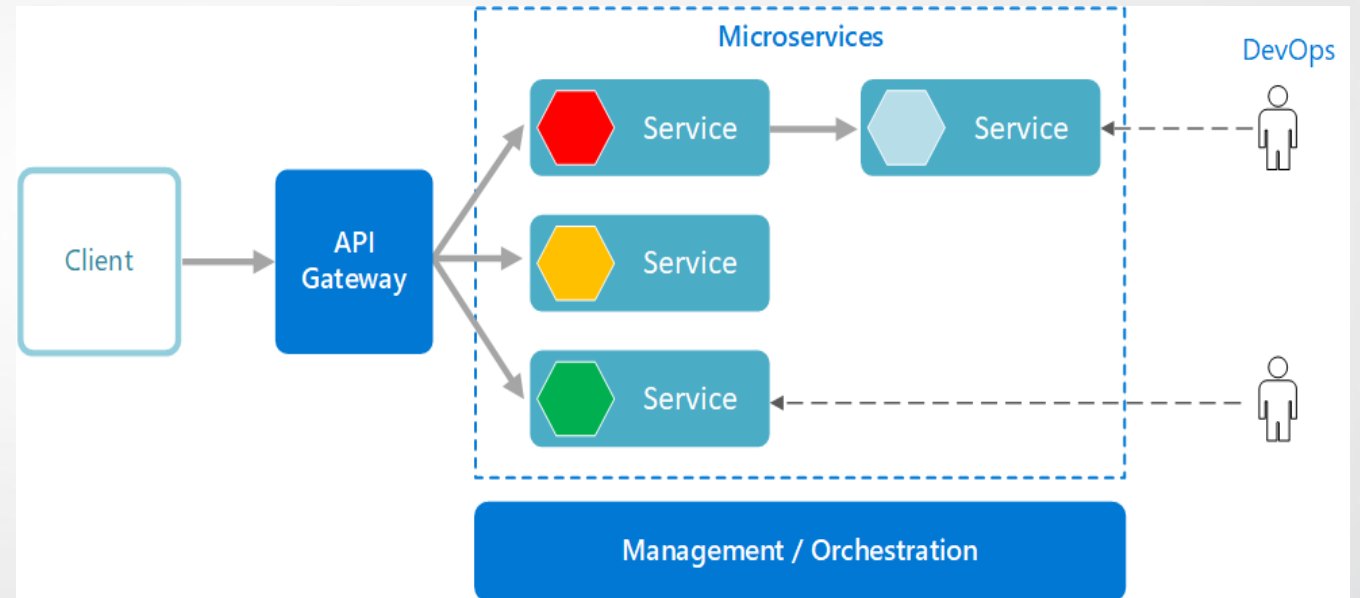 Microservices
DevOps
Service
Service
Client
API
Gateway
Service
Service
Management / Orchestration